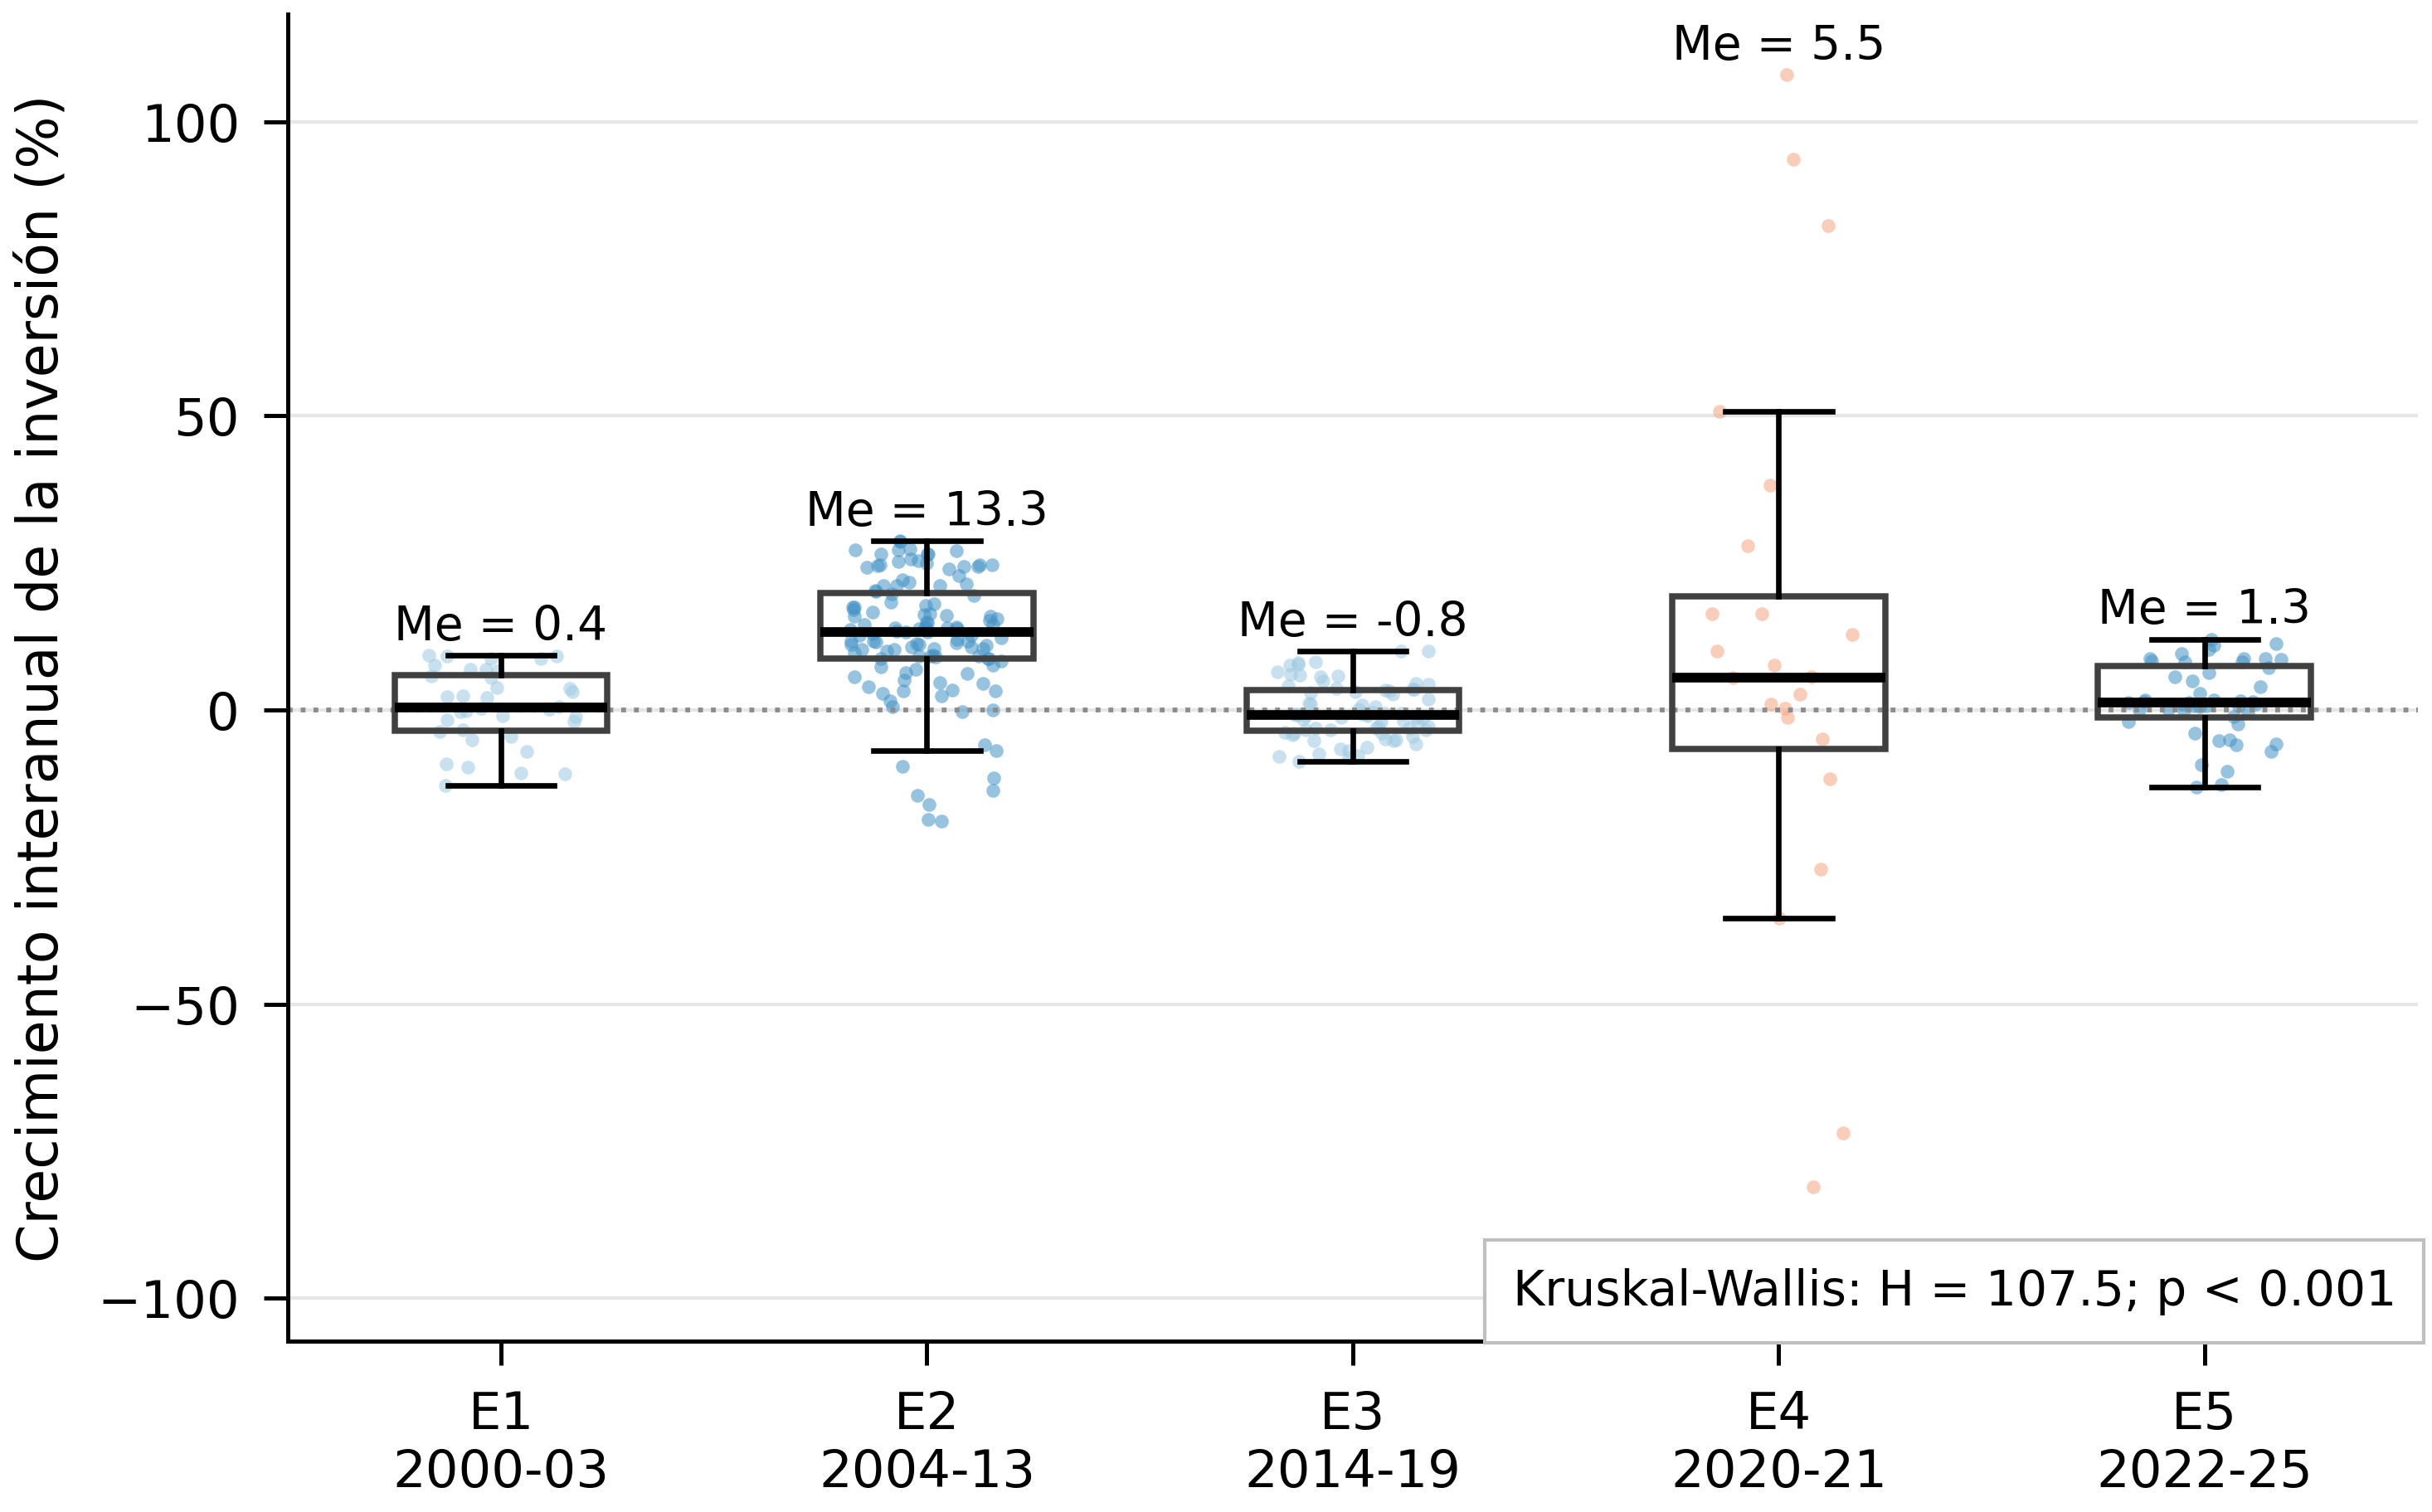 Crecimiento interanual de la inversión (%)
100
50
0
−50
−100
Me = 0.4
Me = 13.3
Me = -0.8
Me = 5.5
Me = 1.3
Kruskal-Wallis: H = 107.5; p < 0.001
E1
2000-03
E2
2004-13
E3
2014-19
E4
2020-21
E5
2022-25